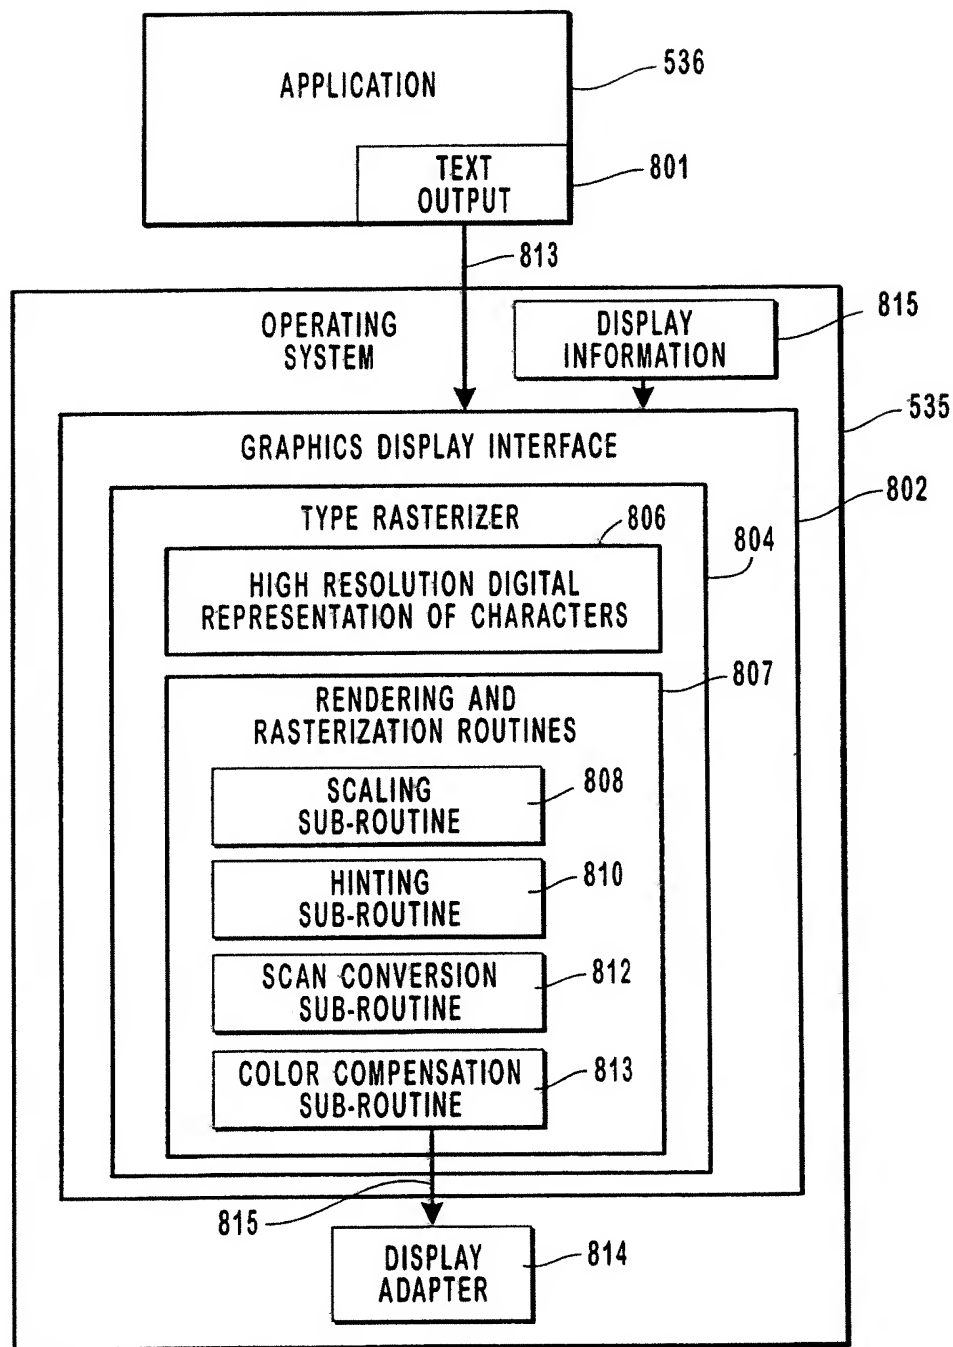 APPLICATION
536
TEXT
OUTPUT
801
813
OPERATING
SYSTEM
DISPLAY
INFORMATION
815
535
GRAPHICS DISPLAY INTERFACE
802
TYPE RASTERIZER
806
804
HIGH RESOLUTION DIGITAL
REPRESENTATION OF CHARACTERS
RENDERING AND
RASTERIZATION ROUTINES
807
SCALING
SUB-ROUTINE
808
HINTING
SUB-ROUTINE
810
SCAN CONVERSION
SUB-ROUTINE
812
COLOR COMPENSATION
SUB-ROUTINE
813
815
DISPLAY
ADAPTER
814